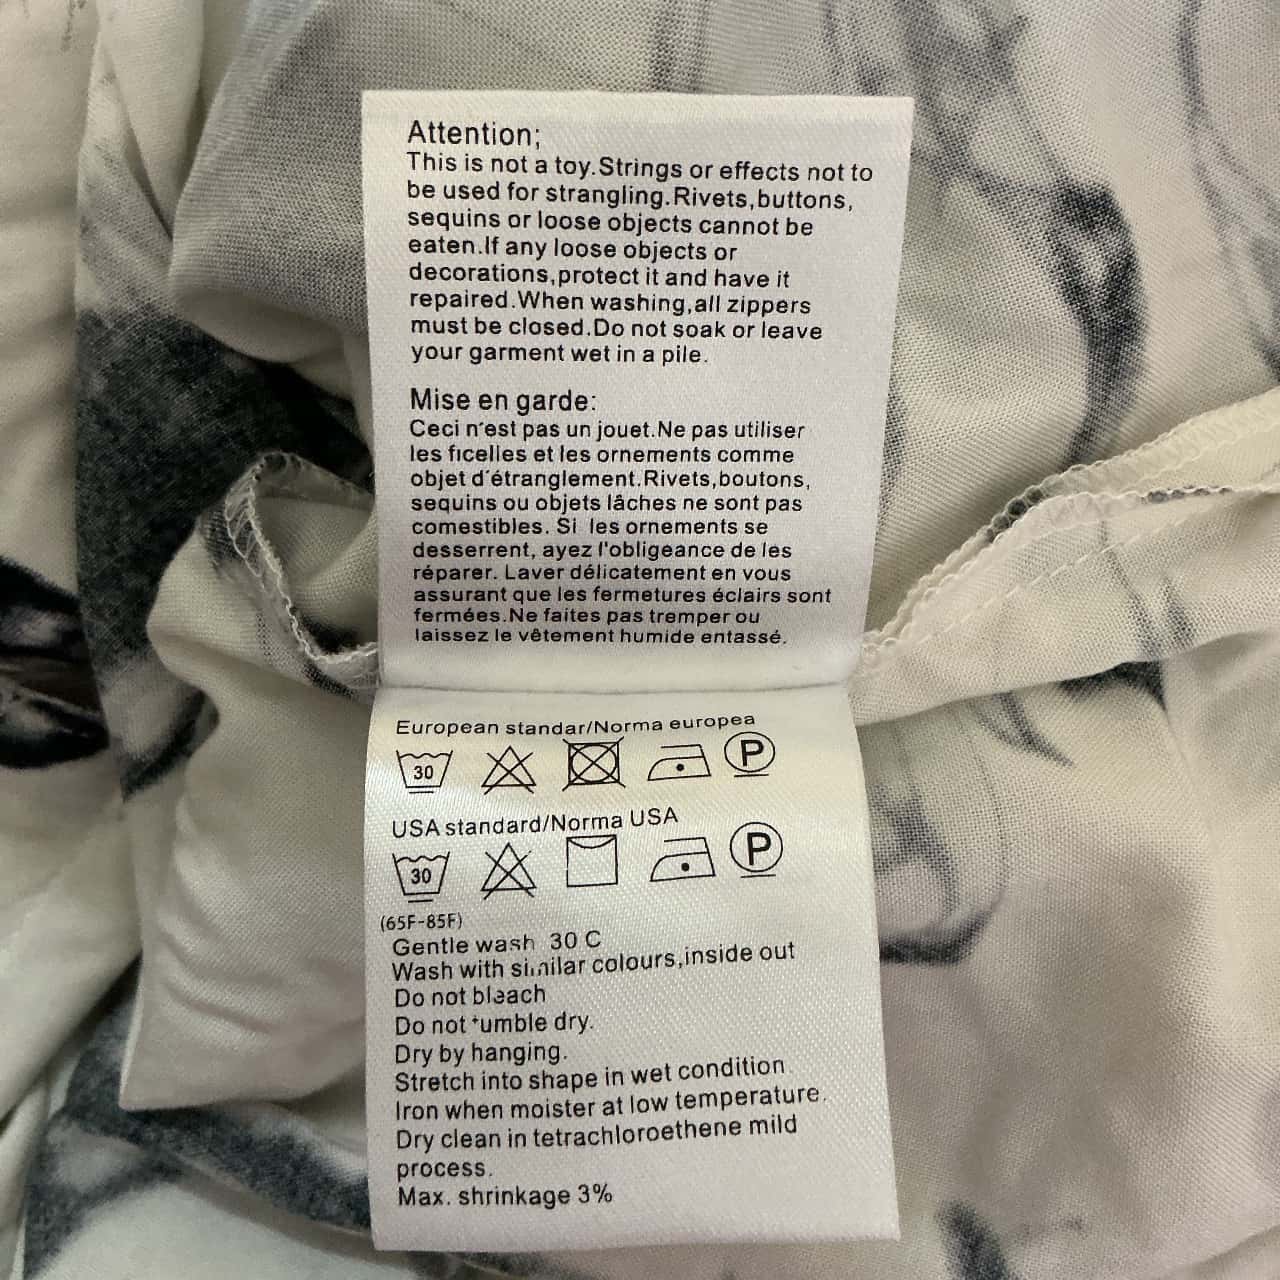 Attention;
This is not a toy.Strings or effects not to
be used for strangling.Rivets,buttons,
sequins or loose objects cannot be
eaten.If any loose objects or
decorations,protect it and have it
repaired.When washing,all zippers
must be closed.Do not soak or leave
your garment wet in a pile.
Mise en garde:
Ceci n'est pas un jouet.Ne pas utiliser
les ficelles et les ornements comme
objet d'étranglement.Rivets,boutons,
sequins ou objets lâches ne sont pas
comestibles. Si les ornements se
desserrent, ayez l'obligeance de les
réparer. Laver délicatement en vous
assurant que les fermetures éclairs sont
fermées.Ne faites pas tremper ou
laissez le vêtement humide entassé.
European standar/Norma europea
30 P
USA standard/Norma USA
30 P
(65F-85F)
Gentle wash 30 C
Wash with similar colours,inside out
Do not bleach
Do not tumble dry.
Dry by hanging.
Stretch into shape in wet condition
Iron when moister at low temperature.
Dry clean in tetrachloroethene mild
process.
Max. shrinkage 3%